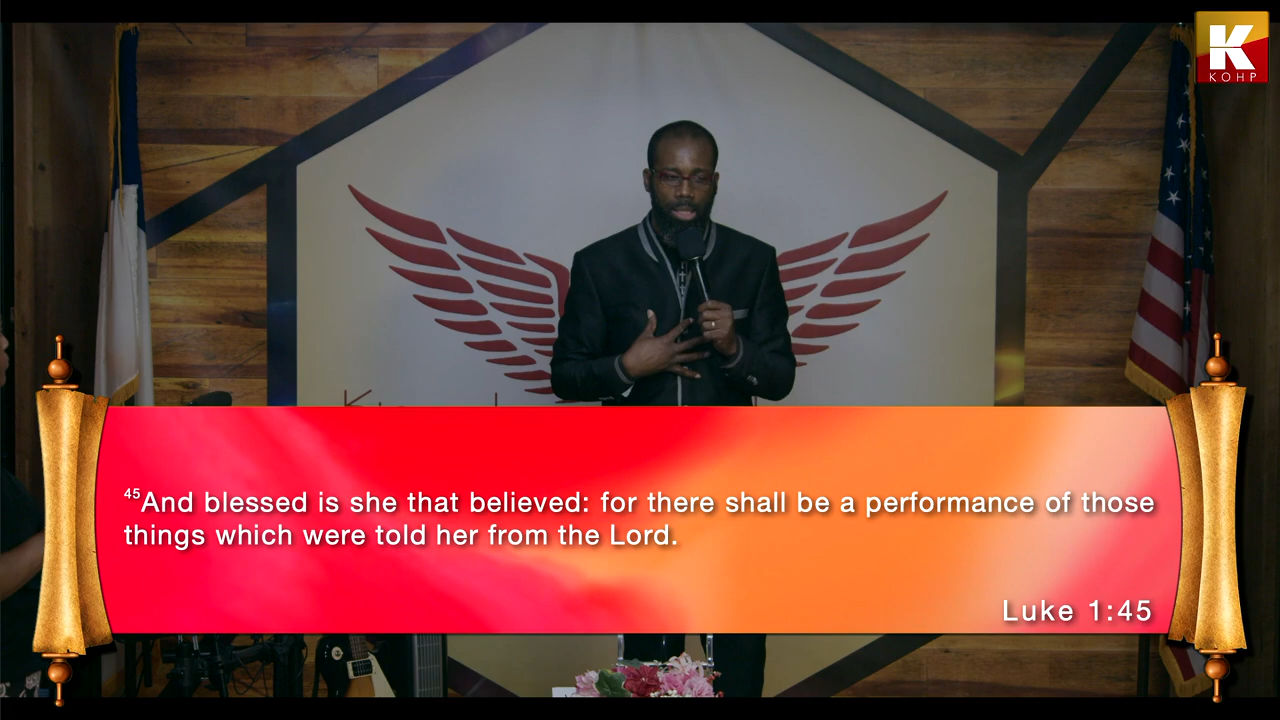 K
KOHP
⁴⁵And blessed is she that believed: for there shall be a performance of those
things which were told her from the Lord.
Luke 1:45